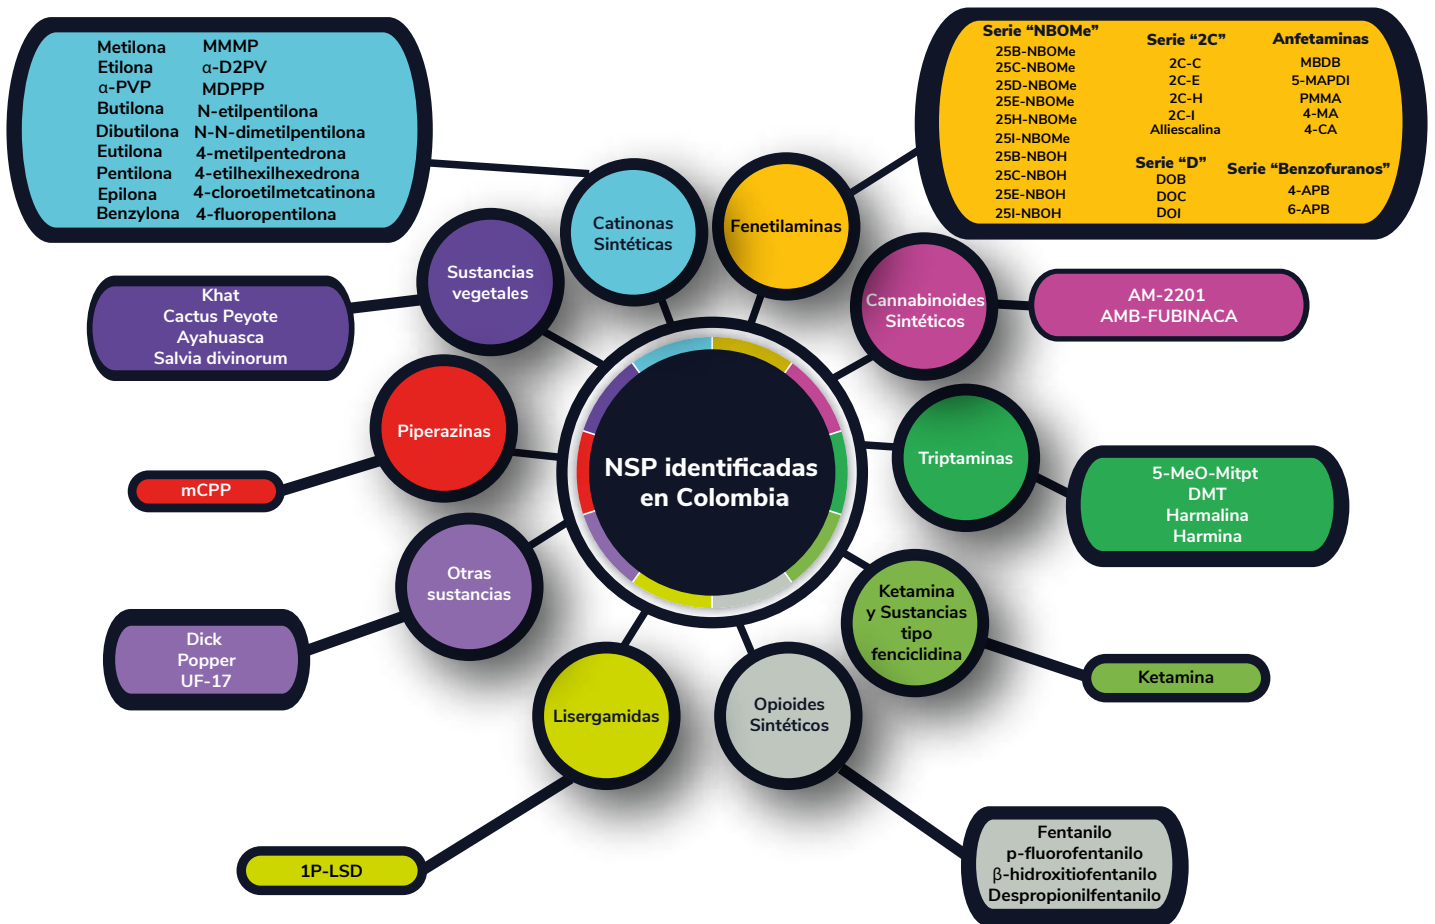 NSP identificadas
en Colombia
Catinonas
Sintéticas
Metilona
Etilona
α-PVP
Butilona
Dibutilona
Eutilona
Pentilona
Epilona
Benzylona
MMMP
α-D2PV
MDPPP
N-etilpentilona
N-N-dimetilpentilona
4-metilpentedrona
4-etilhexilhexedrona
4-cloroetilmetcatinona
4-fluoropentilona
Fenetilaminas
Serie “NBOMe”
25B-NBOMe
25C-NBOMe
25D-NBOMe
25E-NBOMe
25H-NBOMe
25I-NBOMe
25B-NBOH
25C-NBOH
25E-NBOH
25I-NBOH
Serie “2C”
2C-C
2C-E
2C-H
2C-I
Alliescalina
Serie “D”
DOB
DOC
DOI
Anfetaminas
MBDB
5-MAPDI
PMMA
4-MA
4-CA
Serie “Benzofuranos”
4-APB
6-APB
Cannabinoides
Sintéticos
AM-2201
AMB-FUBINACA
Triptaminas
5-MeO-Mitpt
DMT
Harmalina
Harmina
Ketamina
y Sustancias
tipo
fenciclidina
Ketamina
Opioides
Sintéticos
Fentanilo
p-fluorofentanilo
β-hidroxitiofentanilo
Despropionilfentanilo
Lisergamidas
1P-LSD
Otras
sustancias
Dick
Popper
UF-17
Piperazinas
mCPP
Sustancias
vegetales
Khat
Cactus Peyote
Ayahuasca
Salvia divinorum